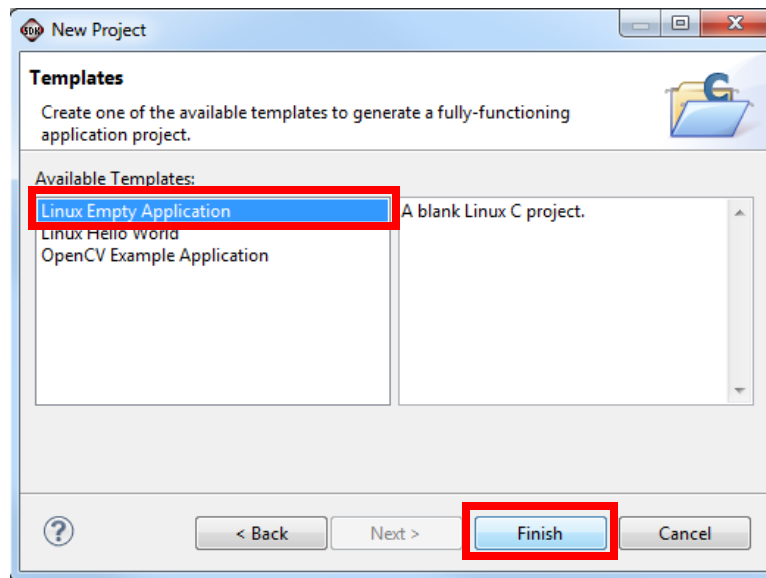 SDK New Project
Templates
Create one of the available templates to generate a fully-functioning
application project.
C
Available Templates:
Linux Empty Application
A blank Linux C project.
Linux Hello World
OpenCV Example Application
?
< Back
Next >
Finish
Cancel